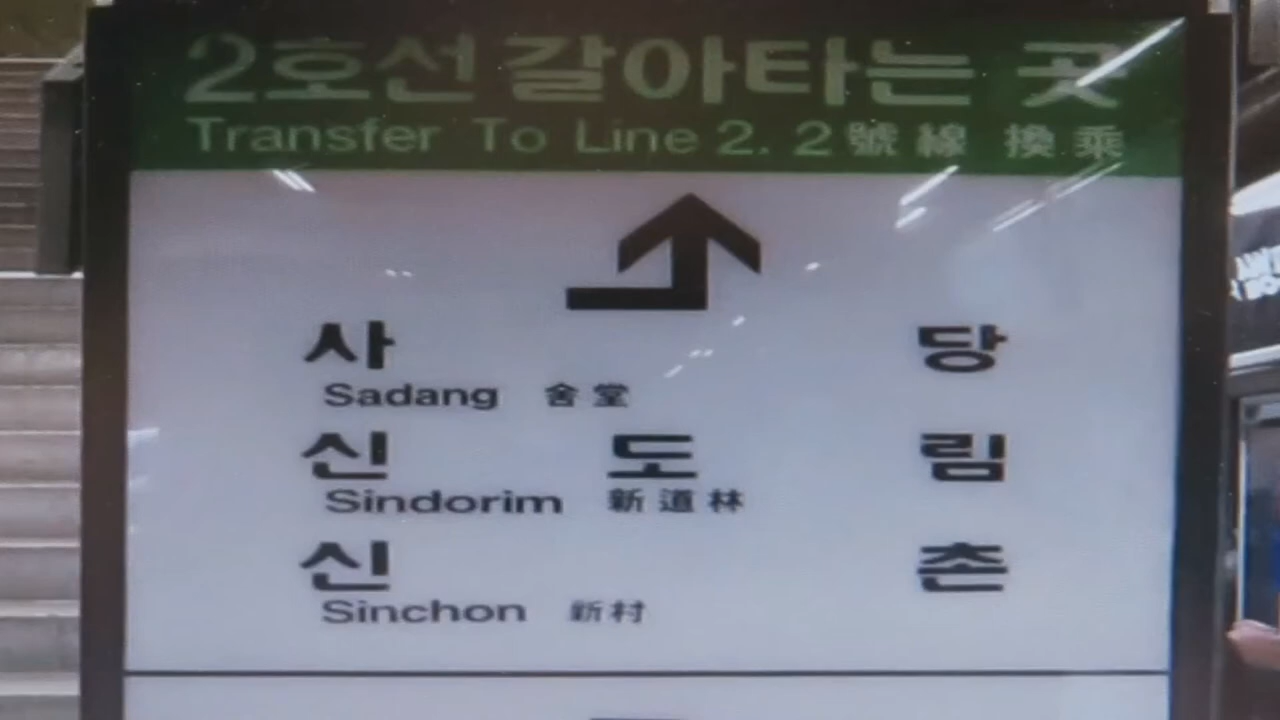 2호선 갈아타는 곳
Transfer To Line 2. 2號線 換乘
사 당
Sadang 舍堂
신 도 림
Sindorim 新道林
신 촌
Sinchon 新村